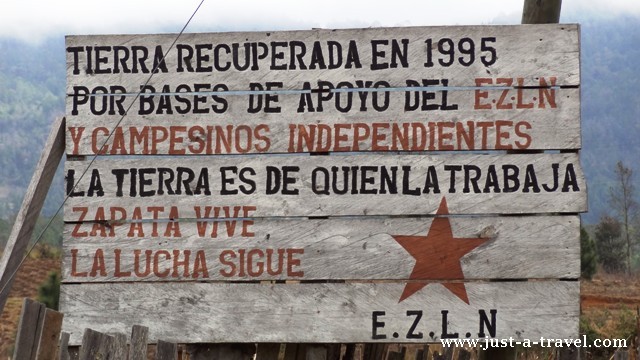 TIERRA RECUPERADA EN 1995
POR BASES DE APOYO DEL E.Z.L.N
Y CAMPESINOS INDEPENDIENTES
LA TIERRA ES DE QUIEN LA TRABAJA
ZAPATA VIVE
LA LUCHA SIGUE
E.Z.L.N
www.just-a-travel.com